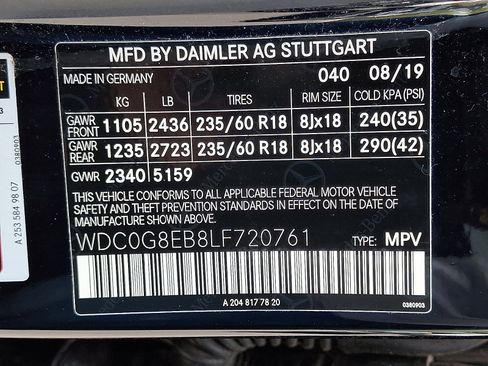 MFD BY DAIMLER AG STUTTGART
MADE IN GERMANY 040 08/19
KG LB TIRES RIM SIZE COLD KPA(PSI)
GAWR FRONT 1105 2436 235/60 R18 8Jx18 240(35)
GAWR REAR 1235 2723 235/60 R18 8Jx18 290(42)
GVWR 2340 5159
THIS VEHICLE CONFORMS TO ALL APPLICABLE FEDERAL MOTOR VEHICLE
SAFETY AND BUMPER STANDARDS IN EFFECT ON THE DATE OF
MANUFACTURE SHOWN ABOVE.
WDC0G8EB8LF720761 TYPE: MPV
A 204 817 78 20
0380903
A 253 584 98 07
0380903